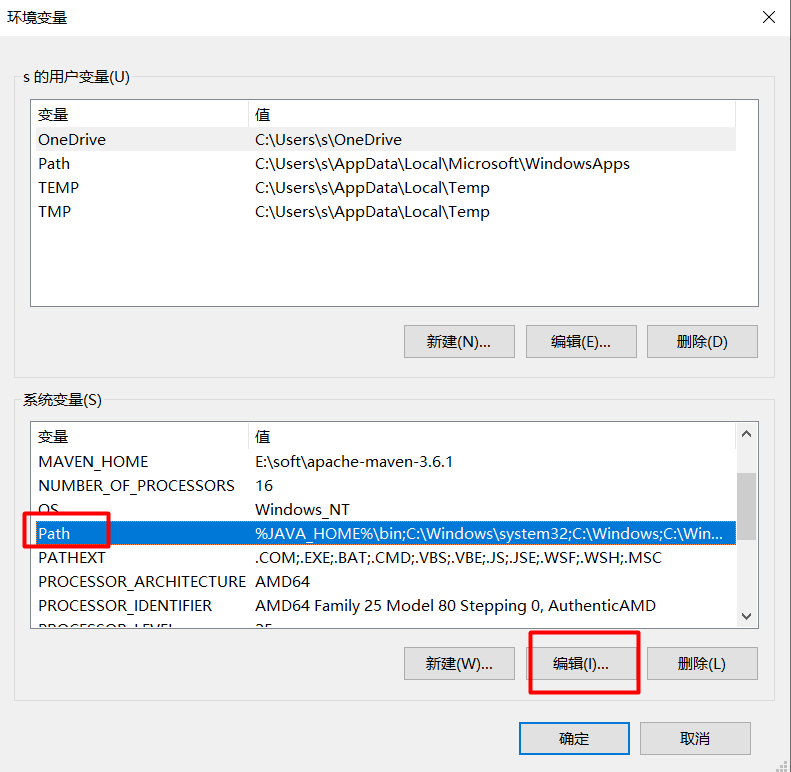 环境变量
s 的用户变量(U)
变量 值
OneDrive C:\Users\s\OneDrive
Path C:\Users\s\AppData\Local\Microsoft\WindowsApps
TEMP C:\Users\s\AppData\Local\Temp
TMP C:\Users\s\AppData\Local\Temp
新建(N)... 编辑(E)... 删除(D)
系统变量(S)
变量 值
MAVEN_HOME E:\soft\apache-maven-3.6.1
NUMBER_OF_PROCESSORS 16
OS Windows_NT
Path %JAVA_HOME%\bin;C:\Windows\system32;C:\Windows;C:\Win...
PATHEXT .COM;.EXE;.BAT;.CMD;.VBS;.VBE;.JS;.JSE;.WSF;.WSH;.MSC
PROCESSOR_ARCHITECTURE AMD64
PROCESSOR_IDENTIFIER AMD64 Family 25 Model 80 Stepping 0, AuthenticAMD
PROCESSOR_LEVEL 25
新建(W)... 编辑(I)... 删除(L)
确定 取消